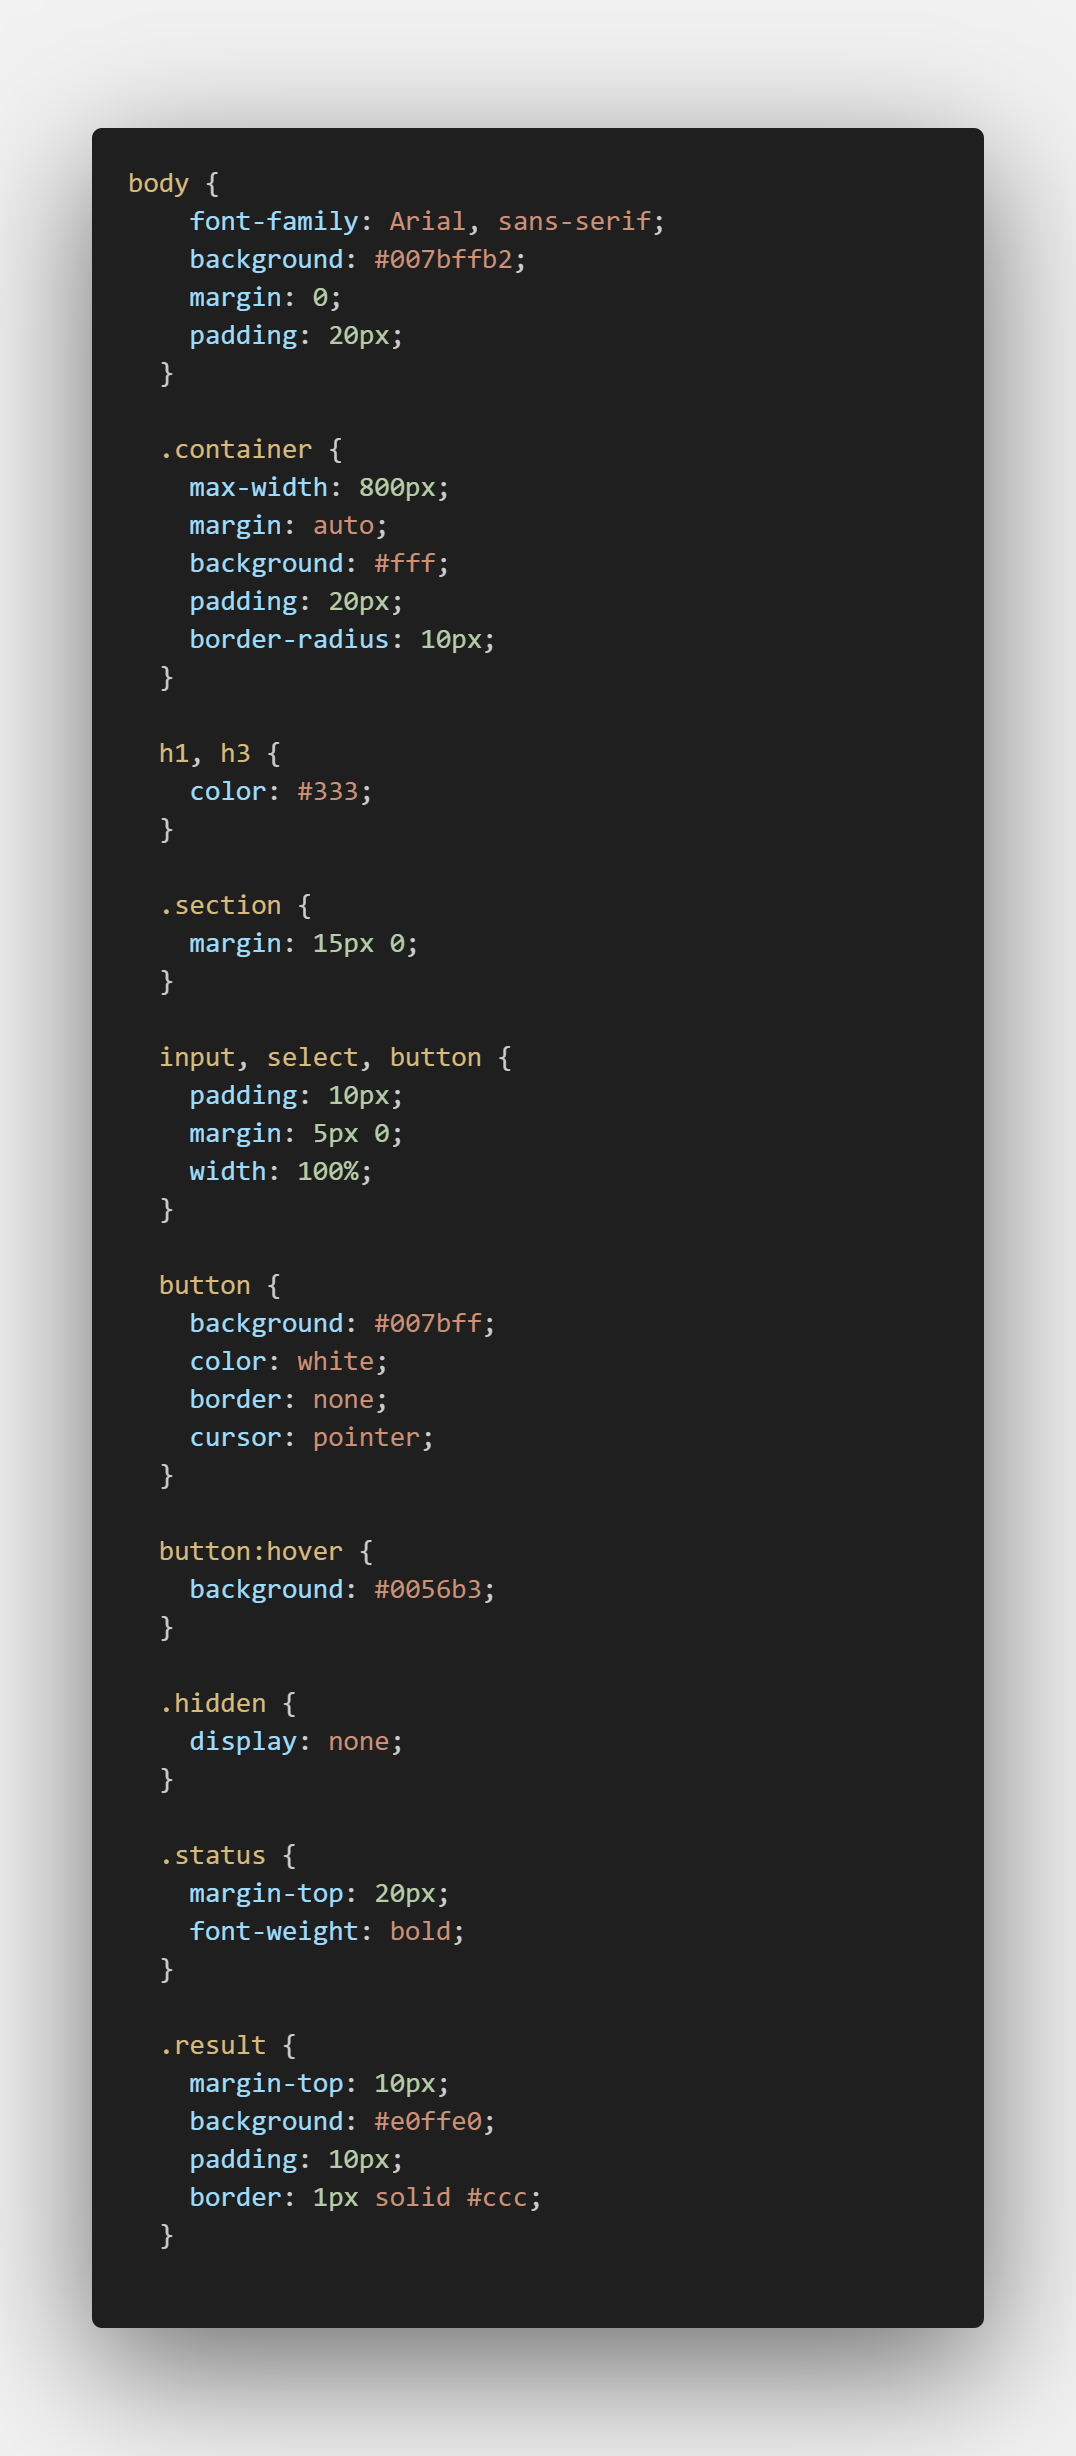 body {
    font-family: Arial, sans-serif;
    background: #007bffb2;
    margin: 0;
    padding: 20px;
  }

  .container {
    max-width: 800px;
    margin: auto;
    background: #fff;
    padding: 20px;
    border-radius: 10px;
  }

  h1, h3 {
    color: #333;
  }

  .section {
    margin: 15px 0;
  }

  input, select, button {
    padding: 10px;
    margin: 5px 0;
    width: 100%;
  }

  button {
    background: #007bff;
    color: white;
    border: none;
    cursor: pointer;
  }

  button:hover {
    background: #0056b3;
  }

  .hidden {
    display: none;
  }

  .status {
    margin-top: 20px;
    font-weight: bold;
  }

  .result {
    margin-top: 10px;
    background: #e0ffe0;
    padding: 10px;
    border: 1px solid #ccc;
  }